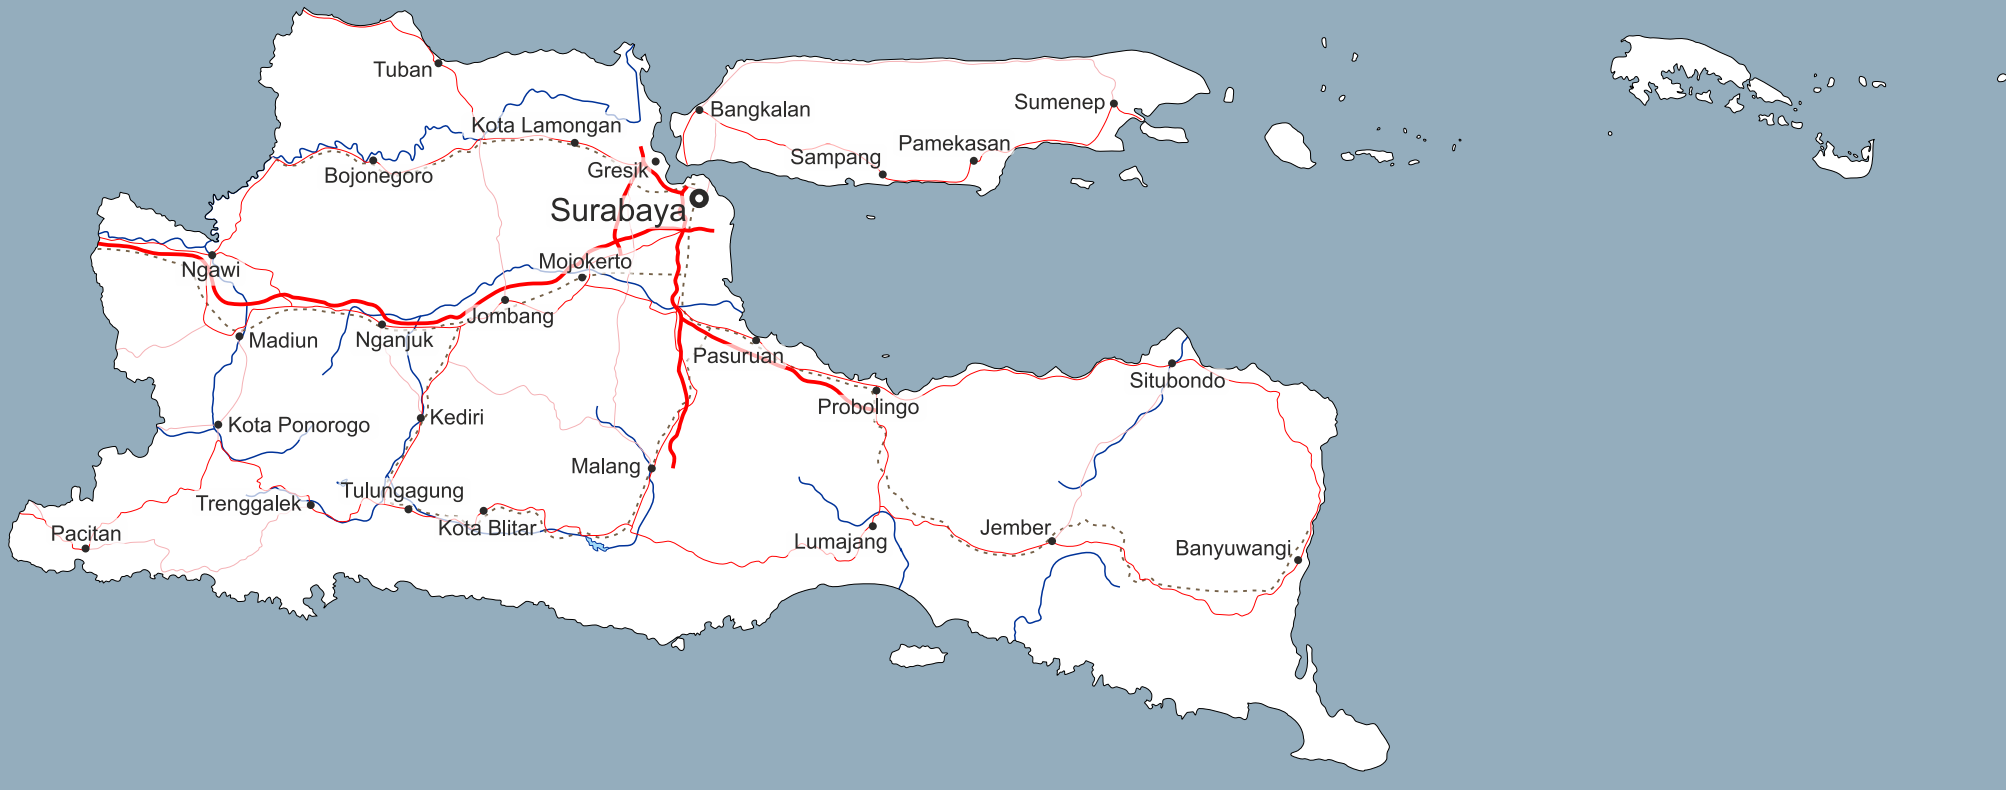 Tuban
Bangkalan
Sumenep
Kota Lamongan
Pamekasan
Sampang
Gresik
Bojonegoro
Surabaya
Mojokerto
Ngawi
Jombang
Madiun
Nganjuk
Pasuruan
Situbondo
Probolingo
Kediri
Kota Ponorogo
Malang
Tulungagung
Trenggalek
Kota Blitar
Jember
Pacitan
Lumajang
Banyuwangi